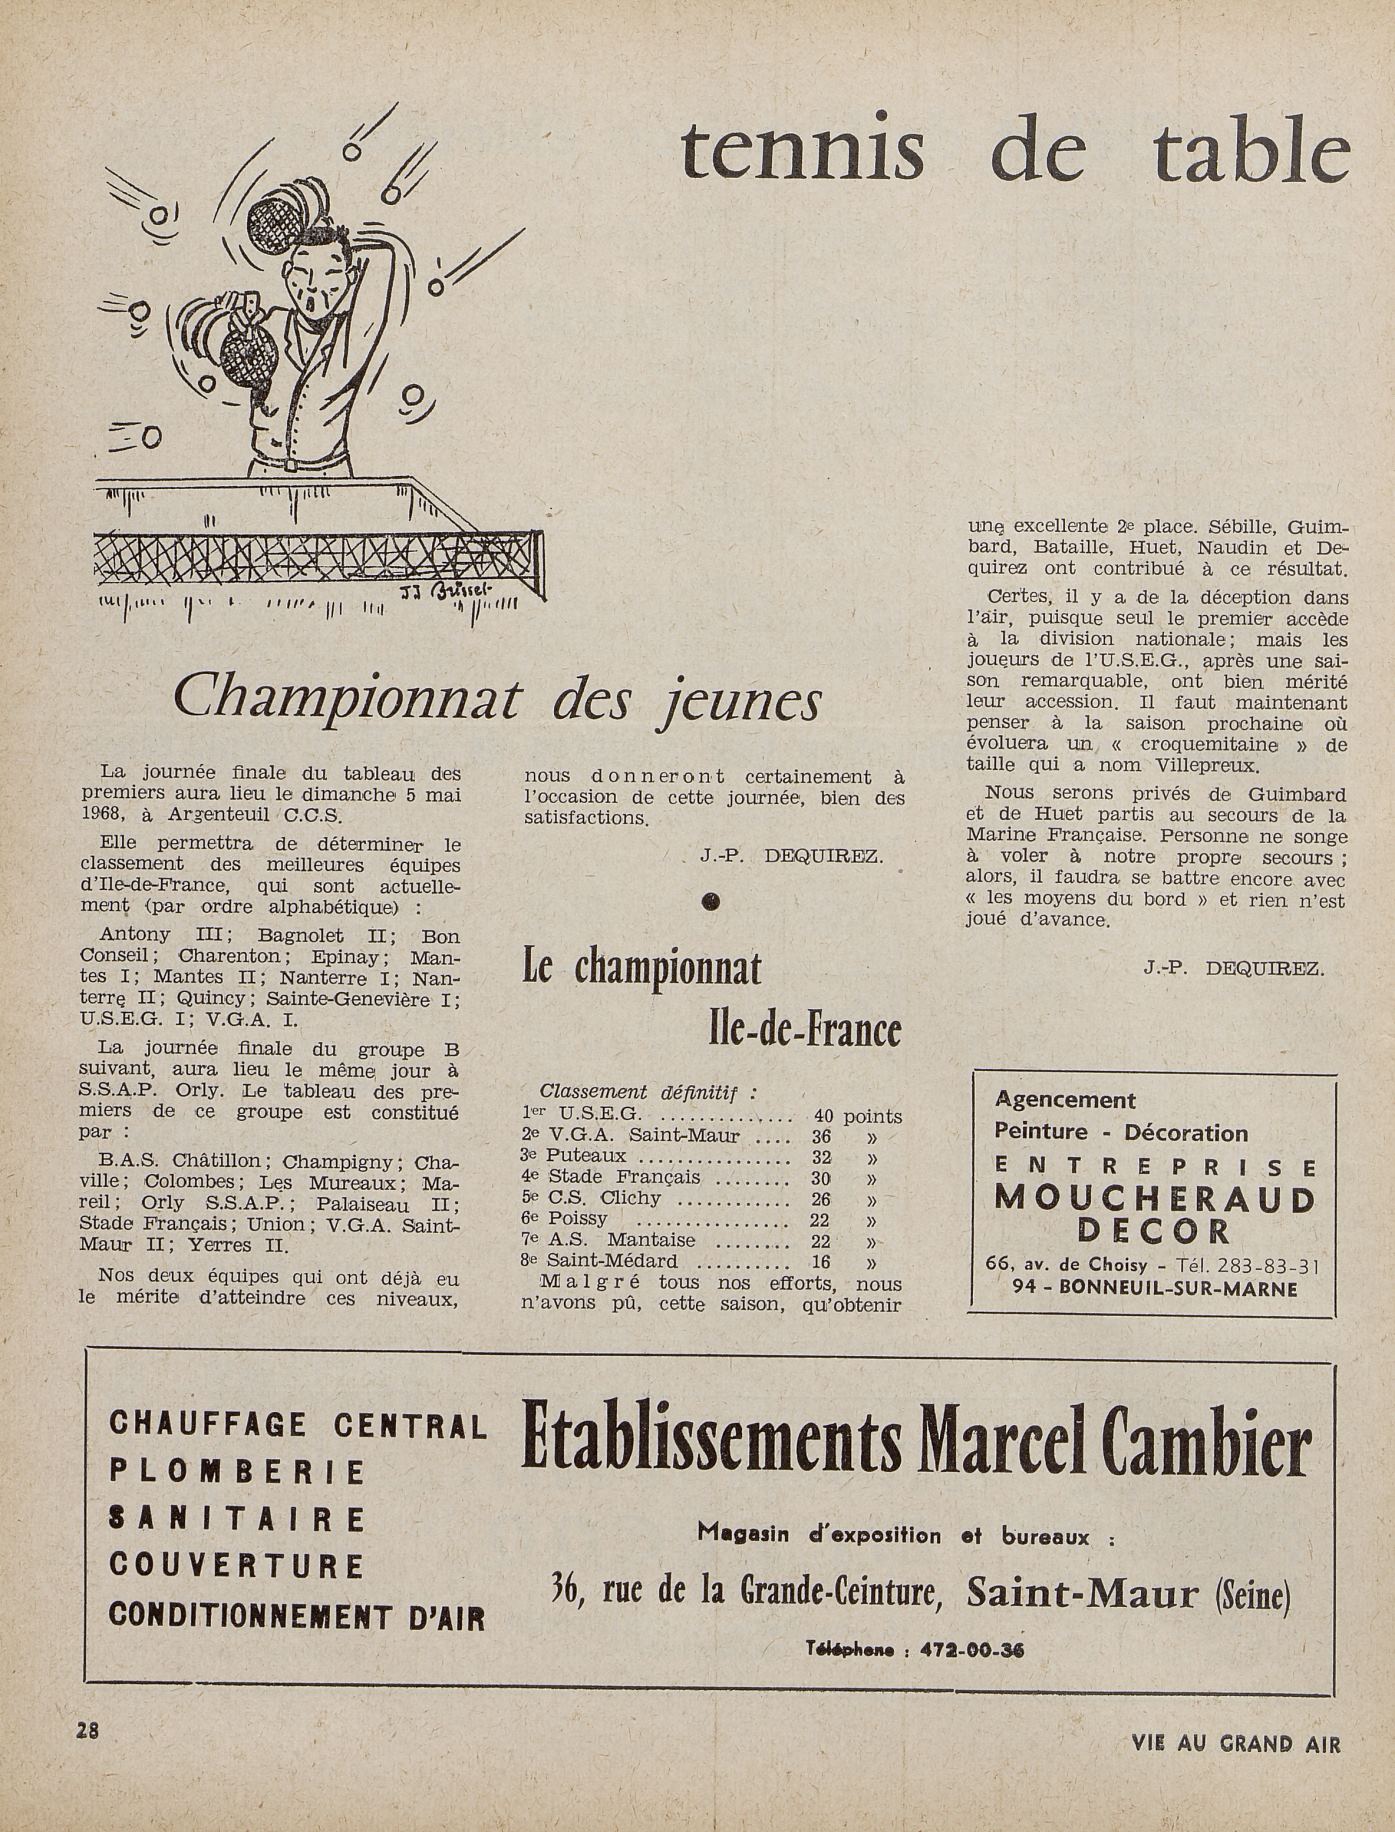 tennis de table
JJ Brisset
Championnat des jeunes
La journée finale du tableau des
premiers aura lieu le dimanche 5 mai
1968, à Argenteuil C.C.S.
Elle permettra de déterminer le
classement des meilleures équipes
d'Ile-de-France, qui sont actuelle-
ment (par ordre alphabétique) :
Antony III; Bagnolet II; Bon
Conseil; Charenton; Epinay; Man-
tes I; Mantes II; Nanterre I; Nan-
terre II; Quincy; Sainte-Genevière I;
U.S.E.G. I; V.G.A. I.
La journée finale du groupe B
suivant, aura lieu le même jour à
S.S.A.P. Orly. Le tableau des pre-
miers de ce groupe est constitué
par :
B.A.S. Châtillon; Champigny; Cha-
ville; Colombes; Les Mureaux; Ma-
reil; Orly S.S.A.P.; Palaiseau II;
Stade Français; Union; V.G.A. Saint-
Maur II; Yerres II.
Nos deux équipes qui ont déjà eu
le mérite d'atteindre ces niveaux,
nous donneront certainement à
l'occasion de cette journée, bien des
satisfactions.
J.-P. DEQUIREZ.
Le championnat
Ile-de-France
Classement définitif :
1er U.S.E.G. ............. 40 points
2e V.G.A. Saint-Maur .... 36 »
3e Puteaux ................ 32 »
4e Stade Français ........ 30 »
5e C.S. Clichy ............ 26 »
6e Poissy ................ 22 »
7e A.S. Mantaise ........ 22 »
8e Saint-Médard .......... 16 »
Malgré tous nos efforts, nous
n'avons pû, cette saison, qu'obtenir
une excellente 2e place. Sébille, Guim-
bard, Bataille, Huet, Naudin et De-
quirez ont contribué à ce résultat.
Certes, il y a de la déception dans
l'air, puisque seul le premier accède
à la division nationale; mais les
joueurs de l'U.S.E.G., après une sai-
son remarquable, ont bien mérité
leur accession. Il faut maintenant
penser à la saison prochaine où
évoluera un « croquemitaine » de
taille qui a nom Villepreux.
Nous serons privés de Guimbard
et de Huet partis au secours de la
Marine Française. Personne ne songe
à voler à notre propre secours ;
alors, il faudra se battre encore avec
« les moyens du bord » et rien n'est
joué d'avance.
J.-P. DEQUIREZ.
Agencement
Peinture - Décoration
ENTREPRISE
MOUCHERAUD
DECOR
66, av. de Choisy - Tél. 283-83-31
94 - BONNEUIL-SUR-MARNE
CHAUFFAGE CENTRAL
PLOMBERIE
SANITAIRE
COUVERTURE
CONDITIONNEMENT D'AIR
Etablissements Marcel Cambier
Magasin d'exposition et bureaux :
36, rue de la Grande-Ceinture, Saint-Maur (Seine)
Téléphone : 472-00-36
28
VIE AU GRAND AIR